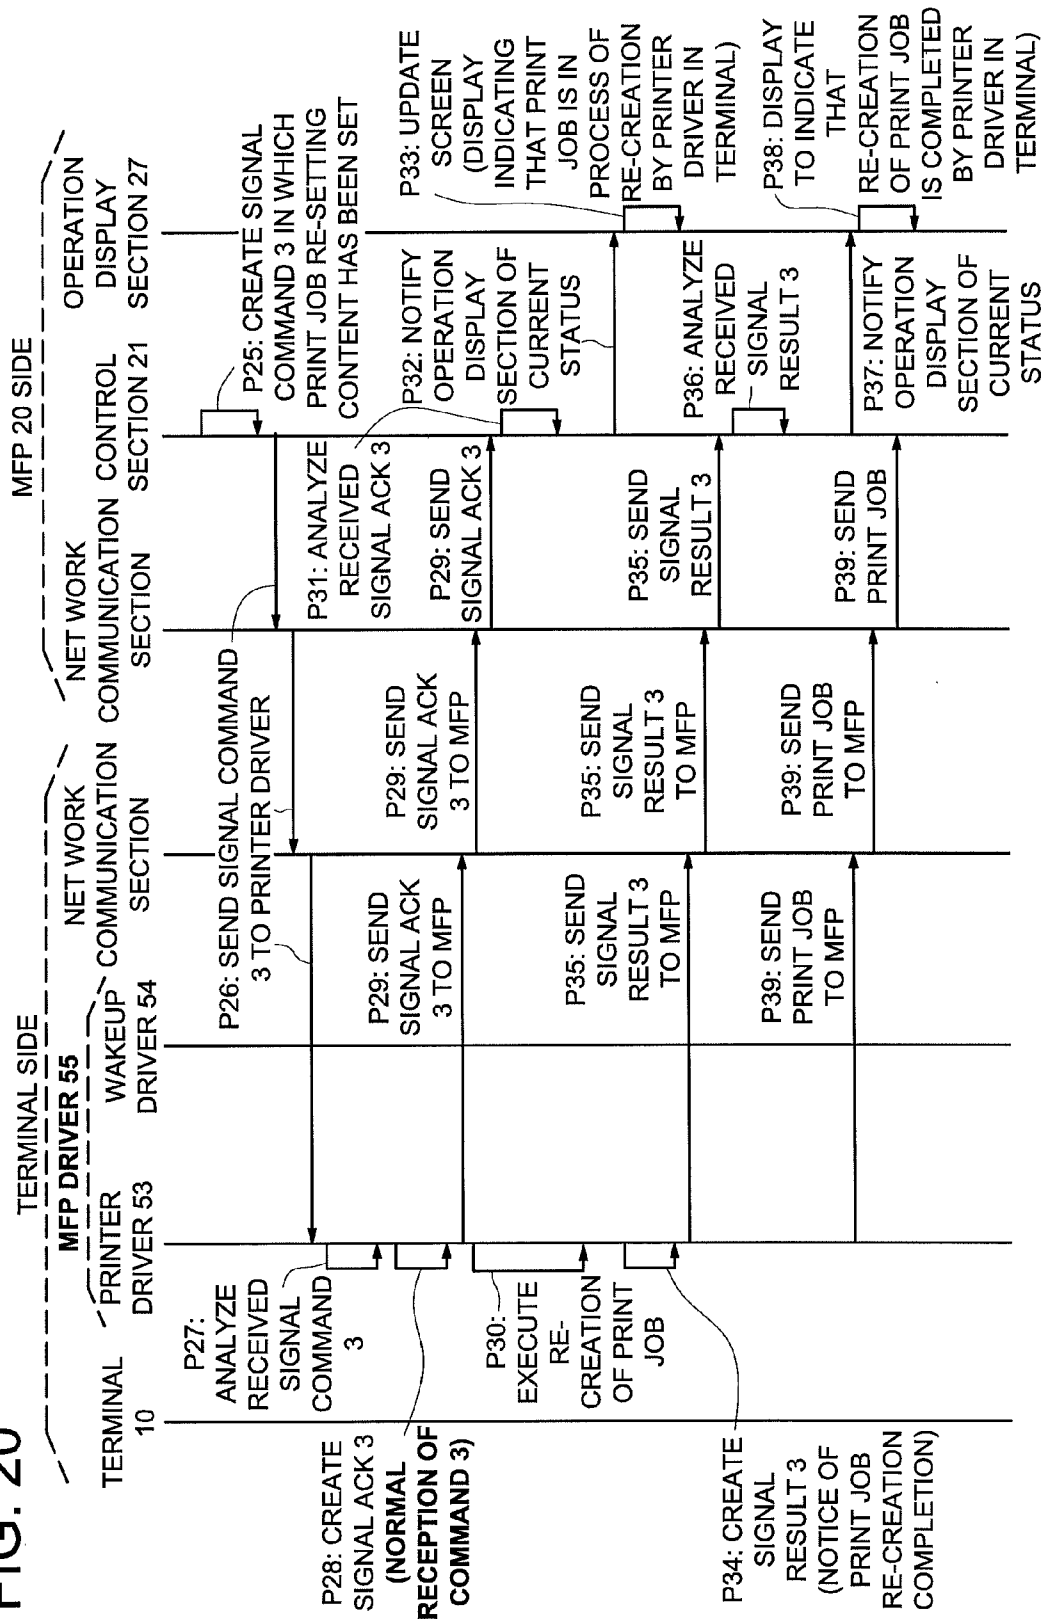 FIG. 20
TERMINAL SIDE
MFP 20 SIDE
MFP DRIVER 55
TERMINAL
10
PRINTER
DRIVER 53
WAKEUP
DRIVER 54
NET WORK
COMMUNICATION
SECTION
NET WORK
COMMUNICATION
SECTION
CONTROL
SECTION 21
OPERATION
DISPLAY
SECTION 27
P25: CREATE SIGNAL
COMMAND 3 IN WHICH
PRINT JOB RE-SETTING
CONTENT HAS BEEN SET
P26: SEND SIGNAL COMMAND
3 TO PRINTER DRIVER
P27:
ANALYZE
RECEIVED
SIGNAL
COMMAND
3
P28: CREATE
SIGNAL ACK 3
(NORMAL
RECEPTION OF
COMMAND 3)
P29: SEND
SIGNAL ACK
3 TO MFP
P29: SEND
SIGNAL ACK
3 TO MFP
P29: SEND
SIGNAL ACK 3
P30:
EXECUTE
RE-
CREATION
OF PRINT
JOB
P31: ANALYZE
RECEIVED
SIGNAL ACK 3
P32: NOTIFY
OPERATION
DISPLAY
SECTION OF
CURRENT
STATUS
P33: UPDATE
SCREEN
(DISPLAY
INDICATING
THAT PRINT
JOB IS IN
PROCESS OF
RE-CREATION
BY PRINTER
DRIVER IN
TERMINAL)
P34: CREATE
SIGNAL
RESULT 3
(NOTICE OF
PRINT JOB
RE-CREATION
COMPLETION)
P35: SEND
SIGNAL
RESULT 3
TO MFP
P35: SEND
SIGNAL
RESULT 3
TO MFP
P35: SEND
SIGNAL
RESULT 3
P36: ANALYZE
RECEIVED
SIGNAL
RESULT 3
P37: NOTIFY
OPERATION
DISPLAY
SECTION OF
CURRENT
STATUS
P38: DISPLAY
TO INDICATE
THAT
RE-CREATION
OF PRINT JOB
IS COMPLETED
BY PRINTER
DRIVER IN
TERMINAL)
P39: SEND
PRINT JOB
TO MFP
P39: SEND
PRINT JOB
TO MFP
P39: SEND
PRINT JOB